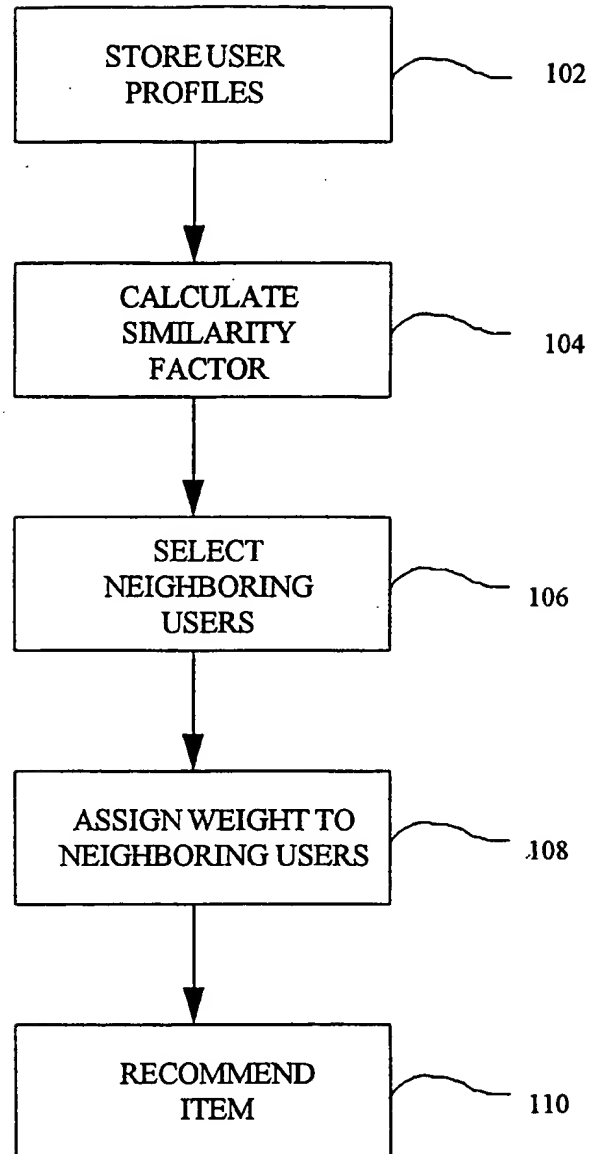 STORE USER
PROFILES
102
CALCULATE
SIMILARITY
FACTOR
104
SELECT
NEIGHBORING
USERS
106
ASSIGN WEIGHT TO
NEIGHBORING USERS
108
RECOMMEND
ITEM
110